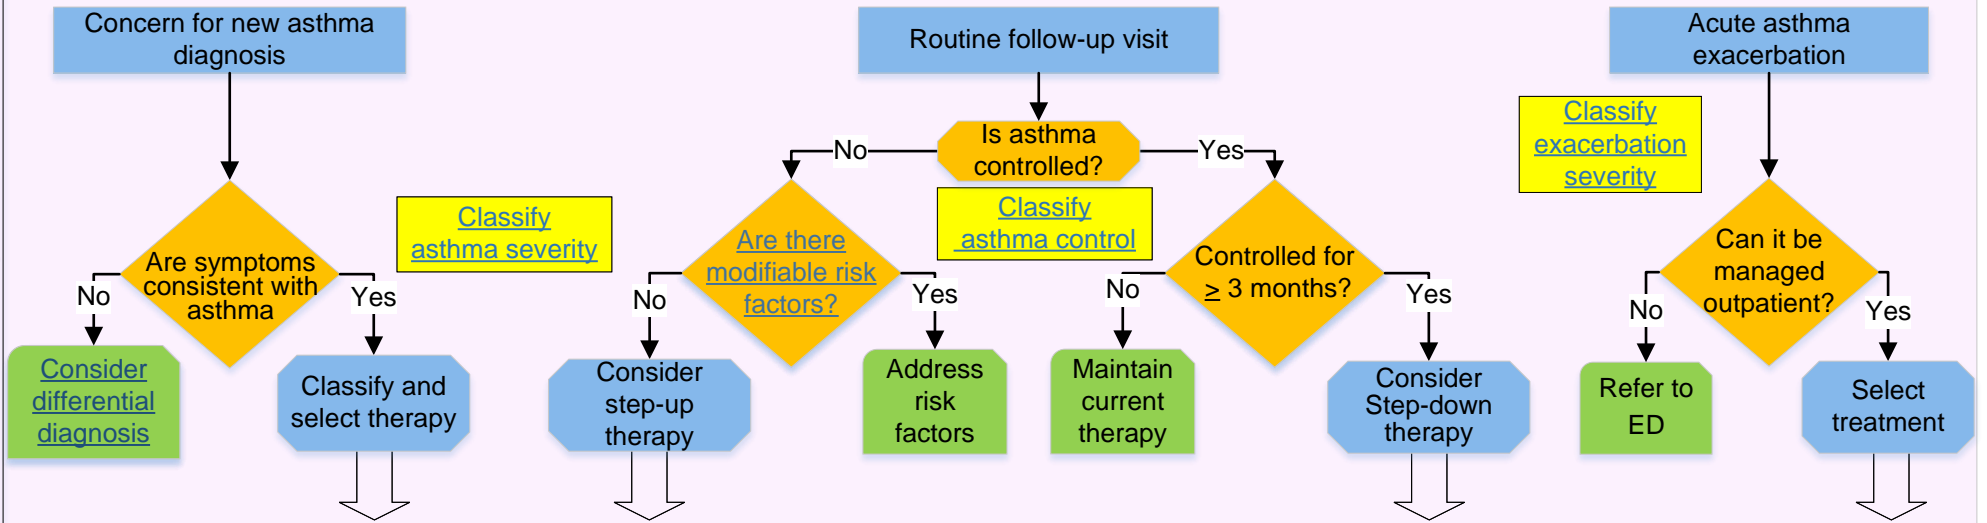 Concern for new asthma
diagnosis
Are symptoms
consistent with
asthma
No
Yes
Consider
differential
diagnosis
Classify and
select therapy
Classify
asthma severity
Routine follow-up visit
Is asthma
controlled?
No
Yes
Classify
asthma control
Are there
modifiable risk
factors?
No
Yes
Consider
step-up
therapy
Address
risk
factors
Controlled for
≥ 3 months?
No
Yes
Maintain
current
therapy
Consider
Step-down
therapy
Acute asthma
exacerbation
Classify
exacerbation
severity
Can it be
managed
outpatient?
No
Yes
Refer to
ED
Select
treatment